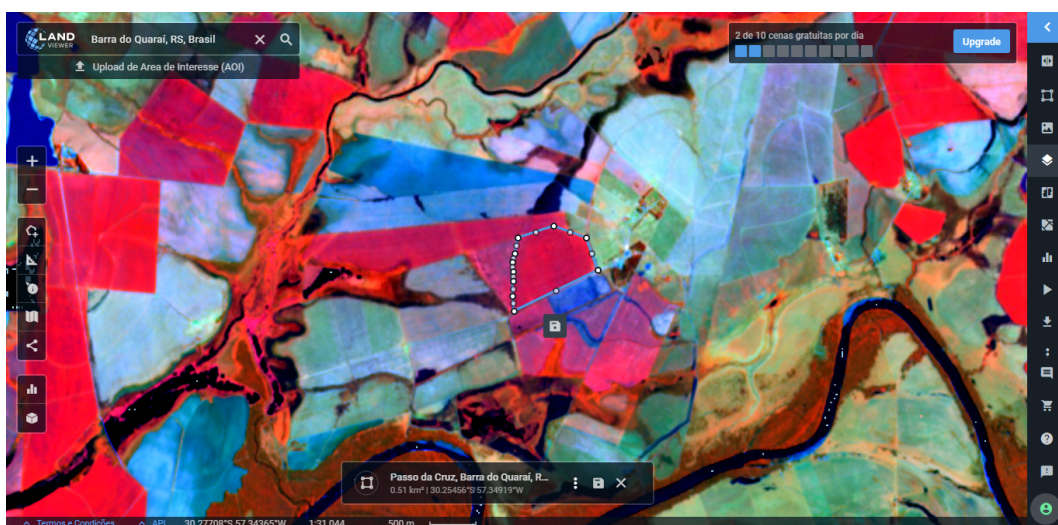 LAND
VIEWER
Barra do Quaraí, RS, Brasil
Upload de Area de Interesse (AOI)
2 de 10 cenas gratuitas por dia
Upgrade
Passo da Cruz, Barra do Quaraí, R...
0.51 km² | 30.25456°S 57.34919°W
Termos e Condições
API
30.27708°S 57.34365°W
1:31 044
500 m